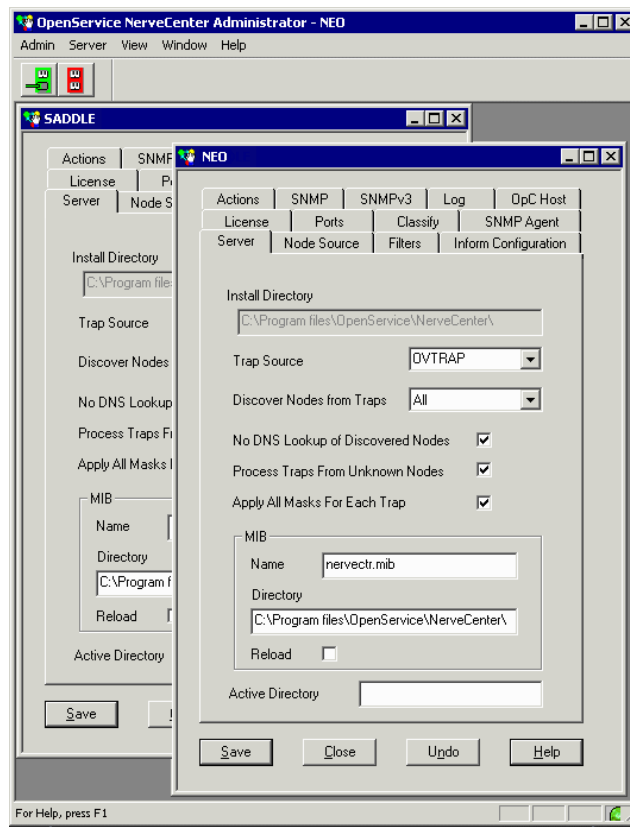 OpenService NerveCenter Administrator - NEO
Admin Server View Window Help
SADDLE
Actions SNMP
License
Server Node S
Install Directory
C:\Program file
Trap Source
Discover Nodes
No DNS Lookup
Process Traps F
Apply All Masks
MIB
Name
Directory
C:\Program f
Reload
Active Directory
Save
NEO
Actions SNMP SNMPv3 Log OpC Host
License Ports Classify SNMP Agent
Server Node Source Filters Inform Configuration
Install Directory
C:\Program files\OpenService\NerveCenter\
Trap Source OVTRAP
Discover Nodes from Traps All
No DNS Lookup of Discovered Nodes
Process Traps From Unknown Nodes
Apply All Masks For Each Trap
MIB
Name nervectr.mib
Directory
C:\Program files\OpenService\NerveCenter\
Reload
Active Directory
Save Close Undo Help
For Help, press F1